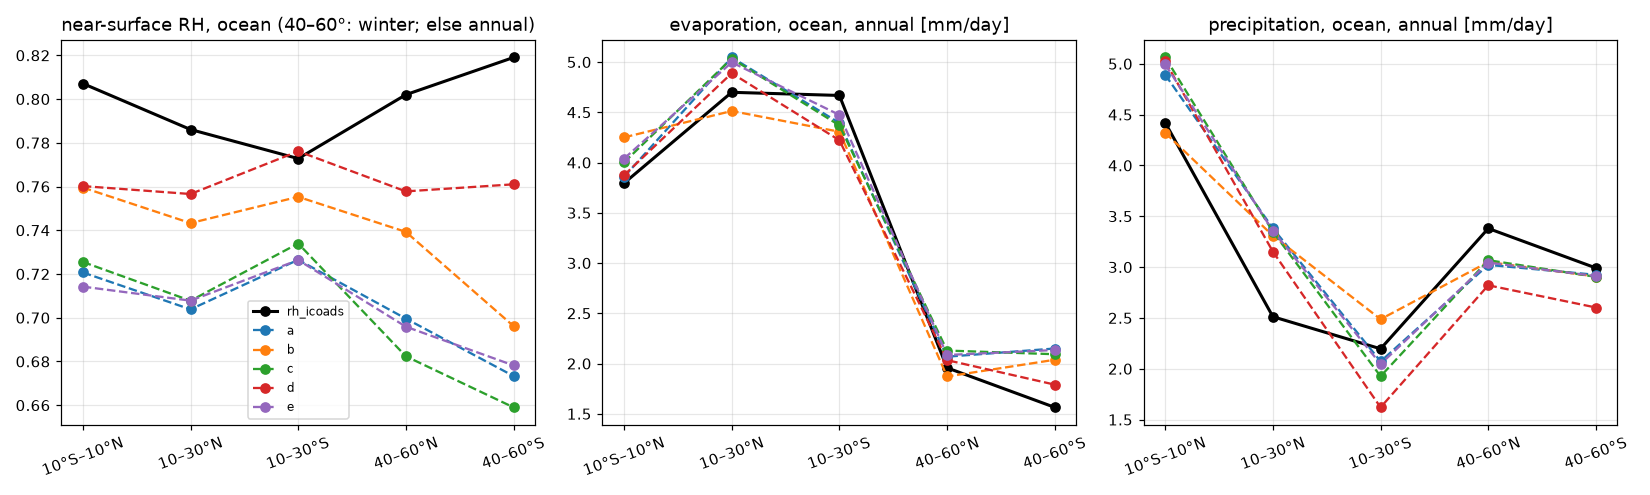 near-surface RH, ocean (40–60°: winter; else annual)
0.82
0.80
0.78
0.76
0.74
0.72
0.70
0.68
0.66
rh_icoads
a
b
c
d
e
10°S–10°N
10–30°N
10–30°S
40–60°N
40–60°S
evaporation, ocean, annual [mm/day]
5.0
4.5
4.0
3.5
3.0
2.5
2.0
1.5
10°S–10°N
10–30°N
10–30°S
40–60°N
40–60°S
precipitation, ocean, annual [mm/day]
5.0
4.5
4.0
3.5
3.0
2.5
2.0
1.5
10°S–10°N
10–30°N
10–30°S
40–60°N
40–60°S